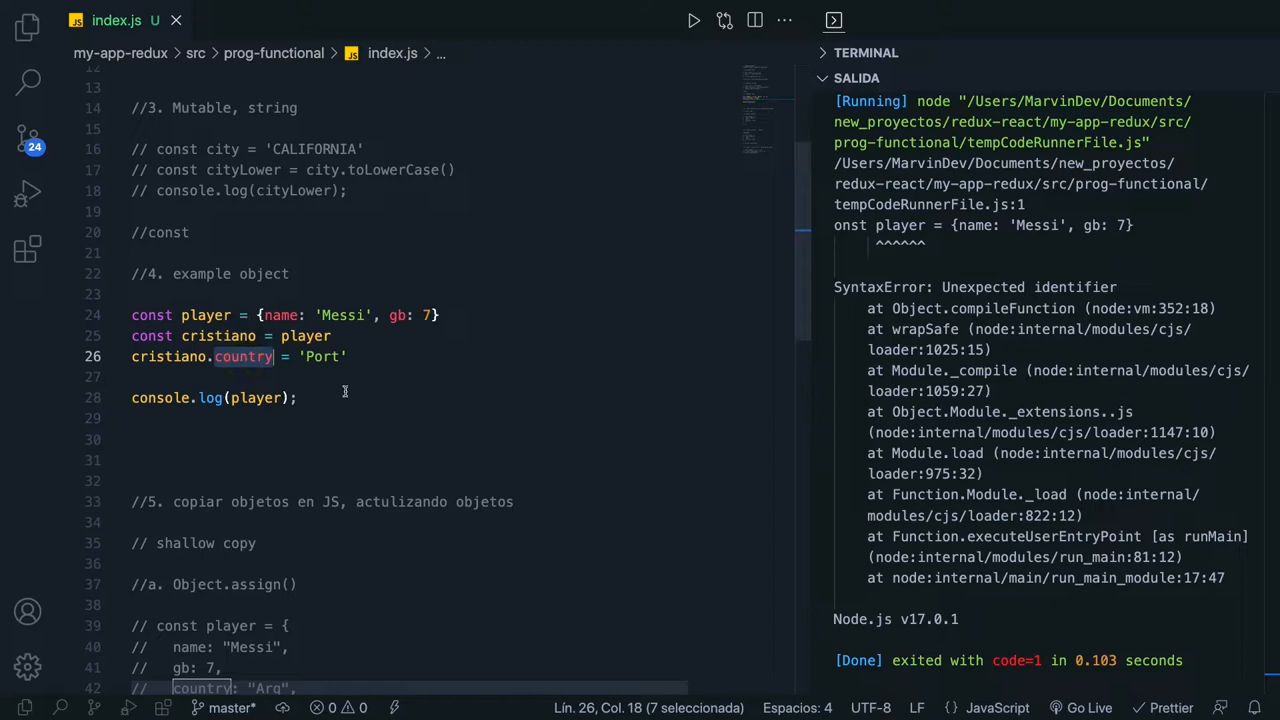 JS index.js U
my-app-redux > src > prog-functional > JS index.js > ...
12
13
14 //3. Mutable, string
15
16 // const city = 'CALIFORNIA'
17 // const cityLower = city.toLowerCase()
18 // console.log(cityLower);
19
20 //const
21
22 //4. example object
23
24 const player = {name: 'Messi', gb: 7}
25 const cristiano = player
26 cristiano.country = 'Port'
27
28 console.log(player);
29
30
31
32
33 //5. copiar objetos en JS, actulizando objetos
34
35 // shallow copy
36
37 //a. Object.assign()
38
39 // const player = {
40 // name: "Messi",
41 // gb: 7,
42 // country: "Arg",
24
TERMINAL
SALIDA
[Running] node "/Users/MarvinDev/Documents/
new_proyectos/redux-react/my-app-redux/src/
prog-functional/tempCodeRunnerFile.js"
/Users/MarvinDev/Documents/new_proyectos/
redux-react/my-app-redux/src/prog-functional/
tempCodeRunnerFile.js:1
onst player = {name: 'Messi', gb: 7}
^^^^^^
SyntaxError: Unexpected identifier
at Object.compileFunction (node:vm:352:18)
at wrapSafe (node:internal/modules/cjs/
loader:1025:15)
at Module._compile (node:internal/modules/cjs/
loader:1059:27)
at Object.Module._extensions..js
(node:internal/modules/cjs/loader:1147:10)
at Module.load (node:internal/modules/cjs/
loader:975:32)
at Function.Module._load (node:internal/
modules/cjs/loader:822:12)
at Function.executeUserEntryPoint [as runMain]
(node:internal/modules/run_main:81:12)
at node:internal/main/run_main_module:17:47
Node.js v17.0.1
[Done] exited with code=1 in 0.103 seconds
master* 0 0 Lín. 26, Col. 18 (7 seleccionada) Espacios: 4 UTF-8 LF JavaScript Go Live Prettier